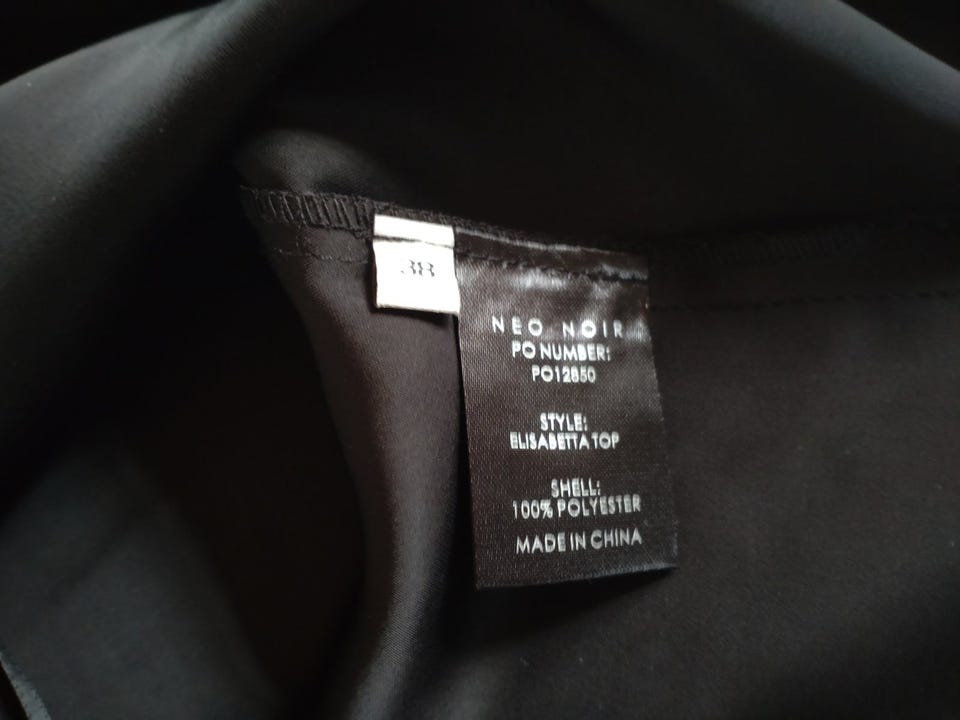 38
NEO NOIR
PO NUMBER:
PO12850
STYLE:
ELISABETTA TOP
SHELL:
100% POLYESTER
MADE IN CHINA